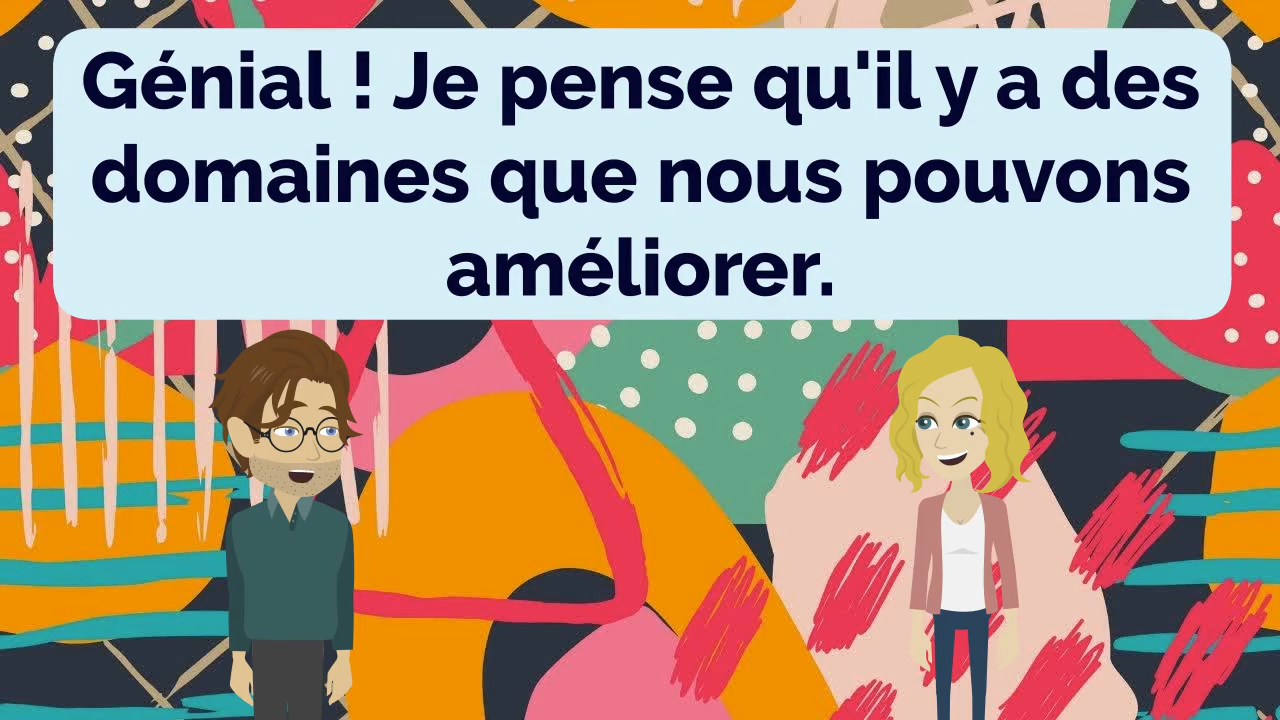 Génial ! Je pense qu'il y a des
domaines que nous pouvons
améliorer.